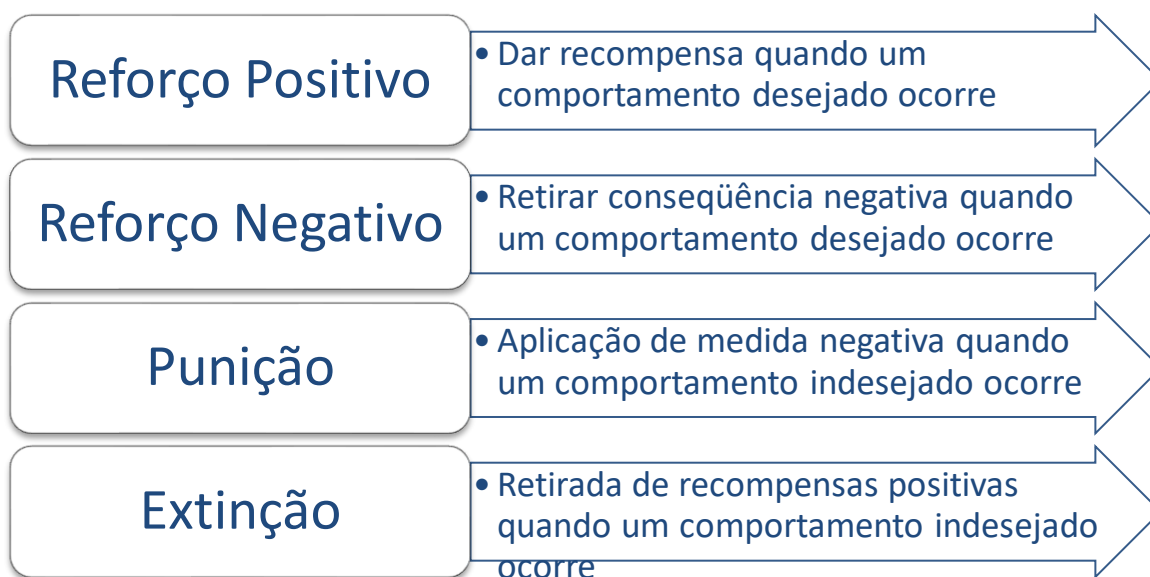 Reforço Positivo
• Dar recompensa quando um
comportamento desejado ocorre
Reforço Negativo
• Retirar conseqüência negativa quando
um comportamento desejado ocorre
Punição
• Aplicação de medida negativa quando
um comportamento indesejado ocorre
Extinção
• Retirada de recompensas positivas
quando um comportamento indesejado
ocorre